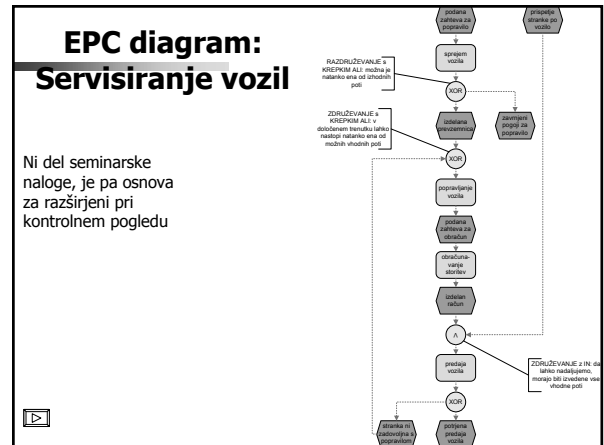 EPC diagram:
Servisiranje vozil
Ni del seminarske
naloge, je pa osnova
za razširjeni pri
kontrolnem pogledu
podana
zahteva za
popravilo
prispetje
stranke po
vozilo
sprejem
vozila
RAZDRUŽEVANJE s
KREPKIM ALI: možna je
natanko ena od izhodnih
poti
XOR
izdelana
prevzemnica
zavrnjeni
pogoji za
popravilo
ZDRUŽEVANJE s
KREPKIM ALI: v
določenem trenutku lahko
nastopi natanko ena od
možnih vhodnih poti
XOR
popravljanje
vozila
podana
zahteva za
obračun
obračuna-
vanje
storitev
izdelan
račun
Λ
predaja
vozila
ZDRUŽEVANJE z IN: da
lahko nadaljujemo,
morajo biti izvedene vse
vhodne poti
XOR
stranka ni
zadovoljna s
popravilom
potrjena
predaja
vozila